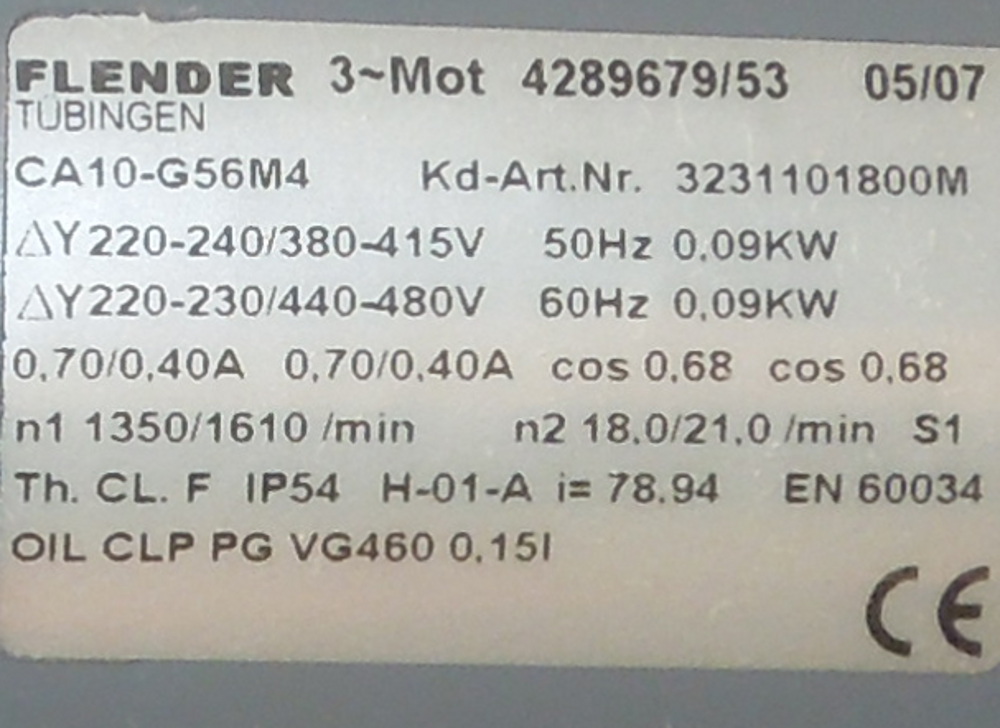 FLENDER 3~Mot 4289679/53 05/07
TÜBINGEN
CA10-G56M4 Kd-Art.Nr. 3231101800M
△Y 220-240/380-415V 50Hz 0.09KW
△Y 220-230/440-480V 60Hz 0.09KW
0,70/0,40A 0,70/0,40A cos 0,68 cos 0,68
n1 1350/1610 /min n2 18.0/21.0 /min S1
Th. CL. F IP54 H-01-A i= 78.94 EN 60034
OIL CLP PG VG460 0.15l
CE